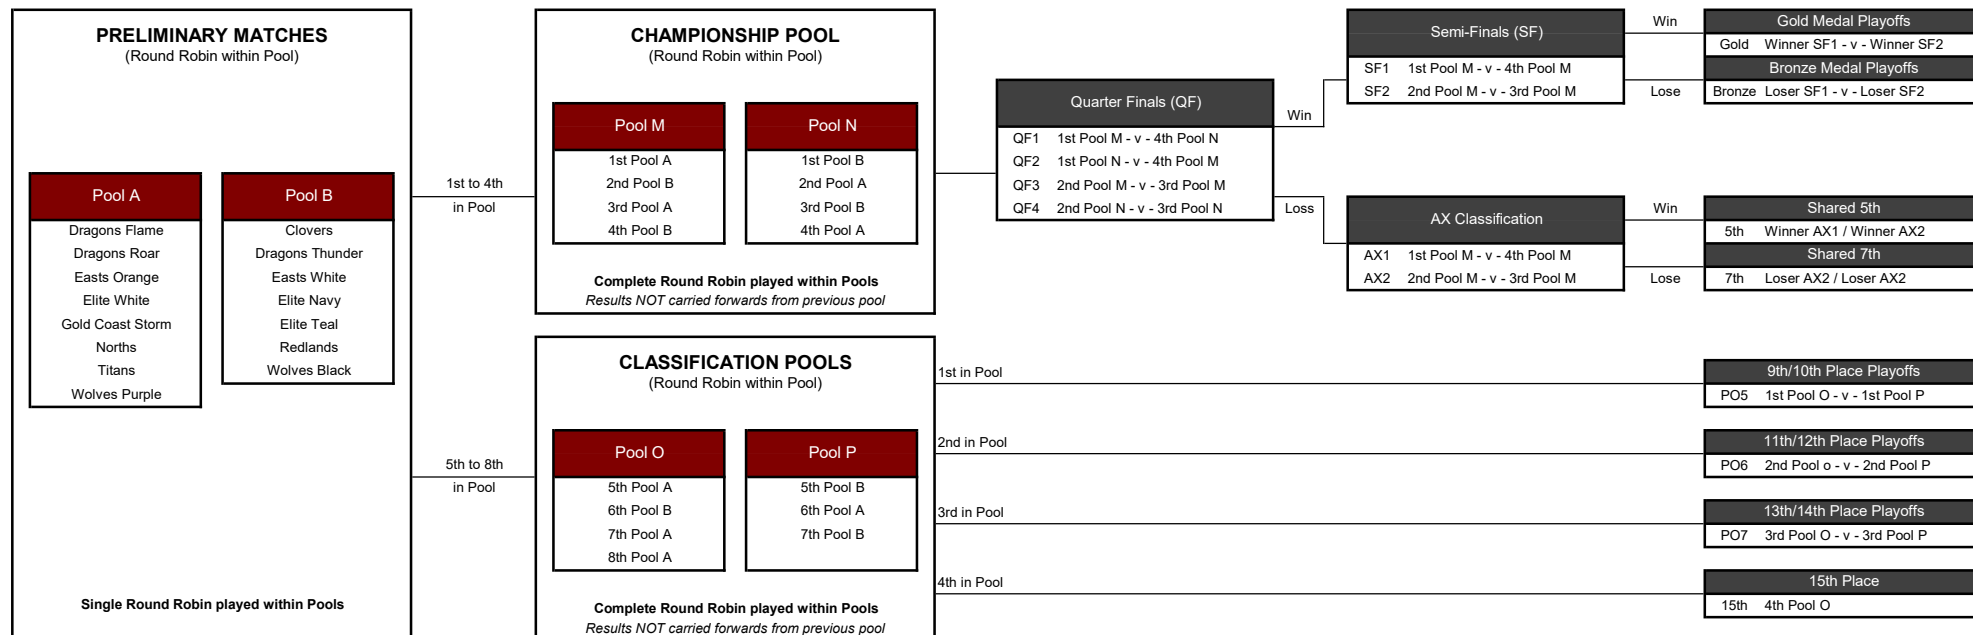 PRELIMINARY MATCHES
(Round Robin within Pool)
Pool A
Dragons Flame
Dragons Roar
Easts Orange
Elite White
Gold Coast Storm
Norths
Titans
Wolves Purple
Pool B
Clovers
Dragons Thunder
Easts White
Elite Navy
Elite Teal
Redlands
Wolves Black
Single Round Robin played within Pools
1st to 4th
in Pool
5th to 8th
in Pool
CHAMPIONSHIP POOL
(Round Robin within Pool)
Pool M
1st Pool A
2nd Pool B
3rd Pool A
4th Pool B
Pool N
1st Pool B
2nd Pool A
3rd Pool B
4th Pool A
Complete Round Robin played within Pools
Results NOT carried forwards from previous pool
CLASSIFICATION POOLS
(Round Robin within Pool)
Pool O
5th Pool A
6th Pool B
7th Pool A
8th Pool A
Pool P
5th Pool B
6th Pool A
7th Pool B
Complete Round Robin played within Pools
Results NOT carried forwards from previous pool
Quarter Finals (QF)
QF1 1st Pool M - v - 4th Pool N
QF2 1st Pool N - v - 4th Pool M
QF3 2nd Pool M - v - 3rd Pool M
QF4 2nd Pool N - v - 3rd Pool N
Win
Loss
Semi-Finals (SF)
SF1 1st Pool M - v - 4th Pool M
SF2 2nd Pool M - v - 3rd Pool M
Win
Lose
Gold Medal Playoffs
Gold Winner SF1 - v - Winner SF2
Bronze Medal Playoffs
Bronze Loser SF1 - v - Loser SF2
AX Classification
AX1 1st Pool M - v - 4th Pool M
AX2 2nd Pool M - v - 3rd Pool M
Win
Lose
Shared 5th
5th Winner AX1 / Winner AX2
Shared 7th
7th Loser AX2 / Loser AX2
1st in Pool
9th/10th Place Playoffs
PO5 1st Pool O - v - 1st Pool P
2nd in Pool
11th/12th Place Playoffs
PO6 2nd Pool o - v - 2nd Pool P
3rd in Pool
13th/14th Place Playoffs
PO7 3rd Pool O - v - 3rd Pool P
4th in Pool
15th Place
15th 4th Pool O